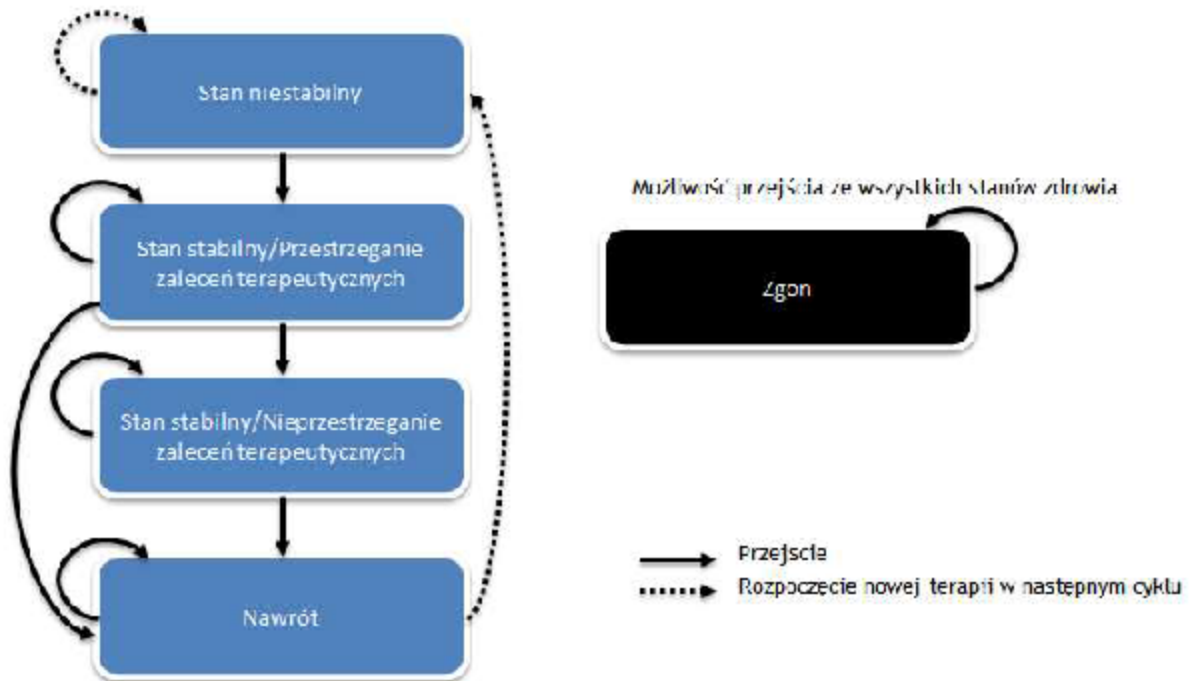 Stan niestabilny
Możliwość przejścia ze wszystkich stanów zdrowia
Stan stabilny/Przestrzeganie
zaleceń terapeutycznych
Zgon
Stan stabilny/Nieprzestrzeganie
zaleceń terapeutycznych
Przejście
Rozpoczęcie nowej terapii w następnym cyklu
Nawrót